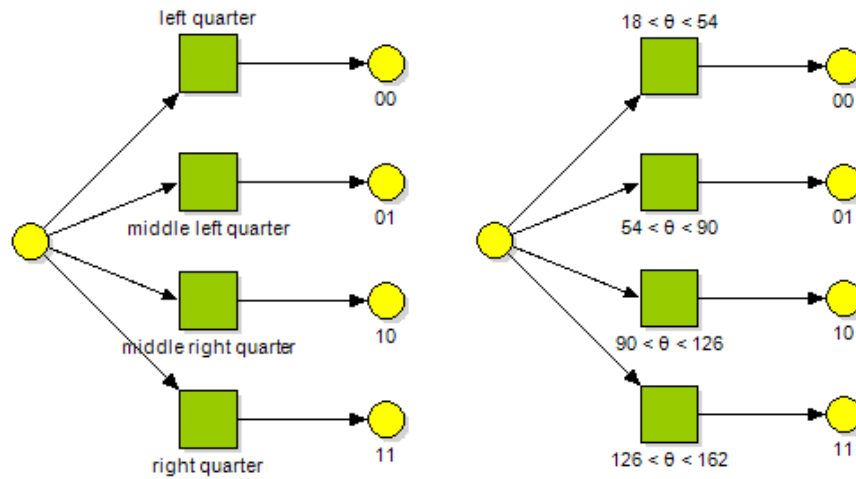 left quarter
00
middle left quarter
01
middle right quarter
10
right quarter
11
18 < θ < 54
00
54 < θ < 90
01
90 < θ < 126
10
126 < θ < 162
11